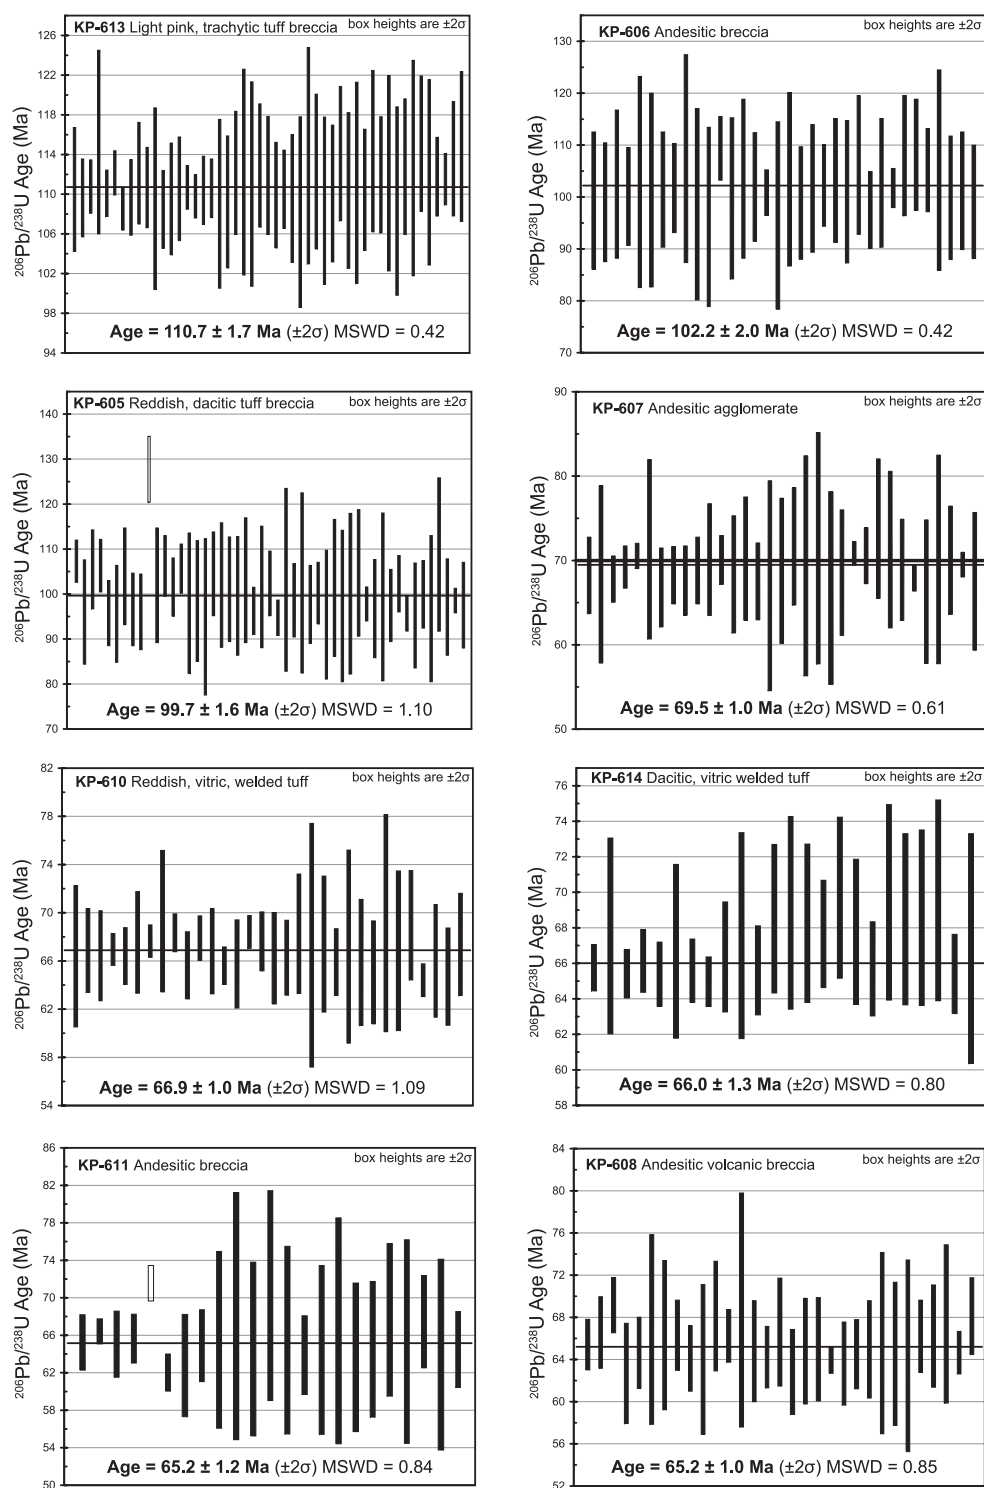 KP-613 Light pink, trachytic tuff breccia
box heights are ±2σ
126
122
118
114
110
106
102
98
94
206Pb/238U Age (Ma)
Age = 110.7 ± 1.7 Ma (±2σ) MSWD = 0.42
KP-606 Andesitic breccia
box heights are ±2σ
130
120
110
100
90
80
70
206Pb/238U Age (Ma)
Age = 102.2 ± 2.0 Ma (±2σ) MSWD = 0.42
KP-605 Reddish, dacitic tuff breccia
box heights are ±2σ
140
130
120
110
100
90
80
70
206Pb/238U Age (Ma)
Age = 99.7 ± 1.6 Ma (±2σ) MSWD = 1.10
KP-607 Andesitic agglomerate
box heights are ±2σ
90
80
70
60
50
206Pb/238U Age (Ma)
Age = 69.5 ± 1.0 Ma (±2σ) MSWD = 0.61
KP-610 Reddish, vitric, welded tuff
box heights are ±2σ
82
78
74
70
66
62
58
54
206Pb/238U Age (Ma)
Age = 66.9 ± 1.0 Ma (±2σ) MSWD = 1.09
KP-614 Dacitic, vitric welded tuff
box heights are ±2σ
76
74
72
70
68
66
64
62
60
58
206Pb/238U Age (Ma)
Age = 66.0 ± 1.3 Ma (±2σ) MSWD = 0.80
KP-611 Andesitic breccia
box heights are ±2σ
86
82
78
74
70
66
62
58
54
50
206Pb/238U Age (Ma)
Age = 65.2 ± 1.2 Ma (±2σ) MSWD = 0.84
KP-608 Andesitic volcanic breccia
box heights are ±2σ
84
80
76
72
68
64
60
56
52
206Pb/238U Age (Ma)
Age = 65.2 ± 1.0 Ma (±2σ) MSWD = 0.85